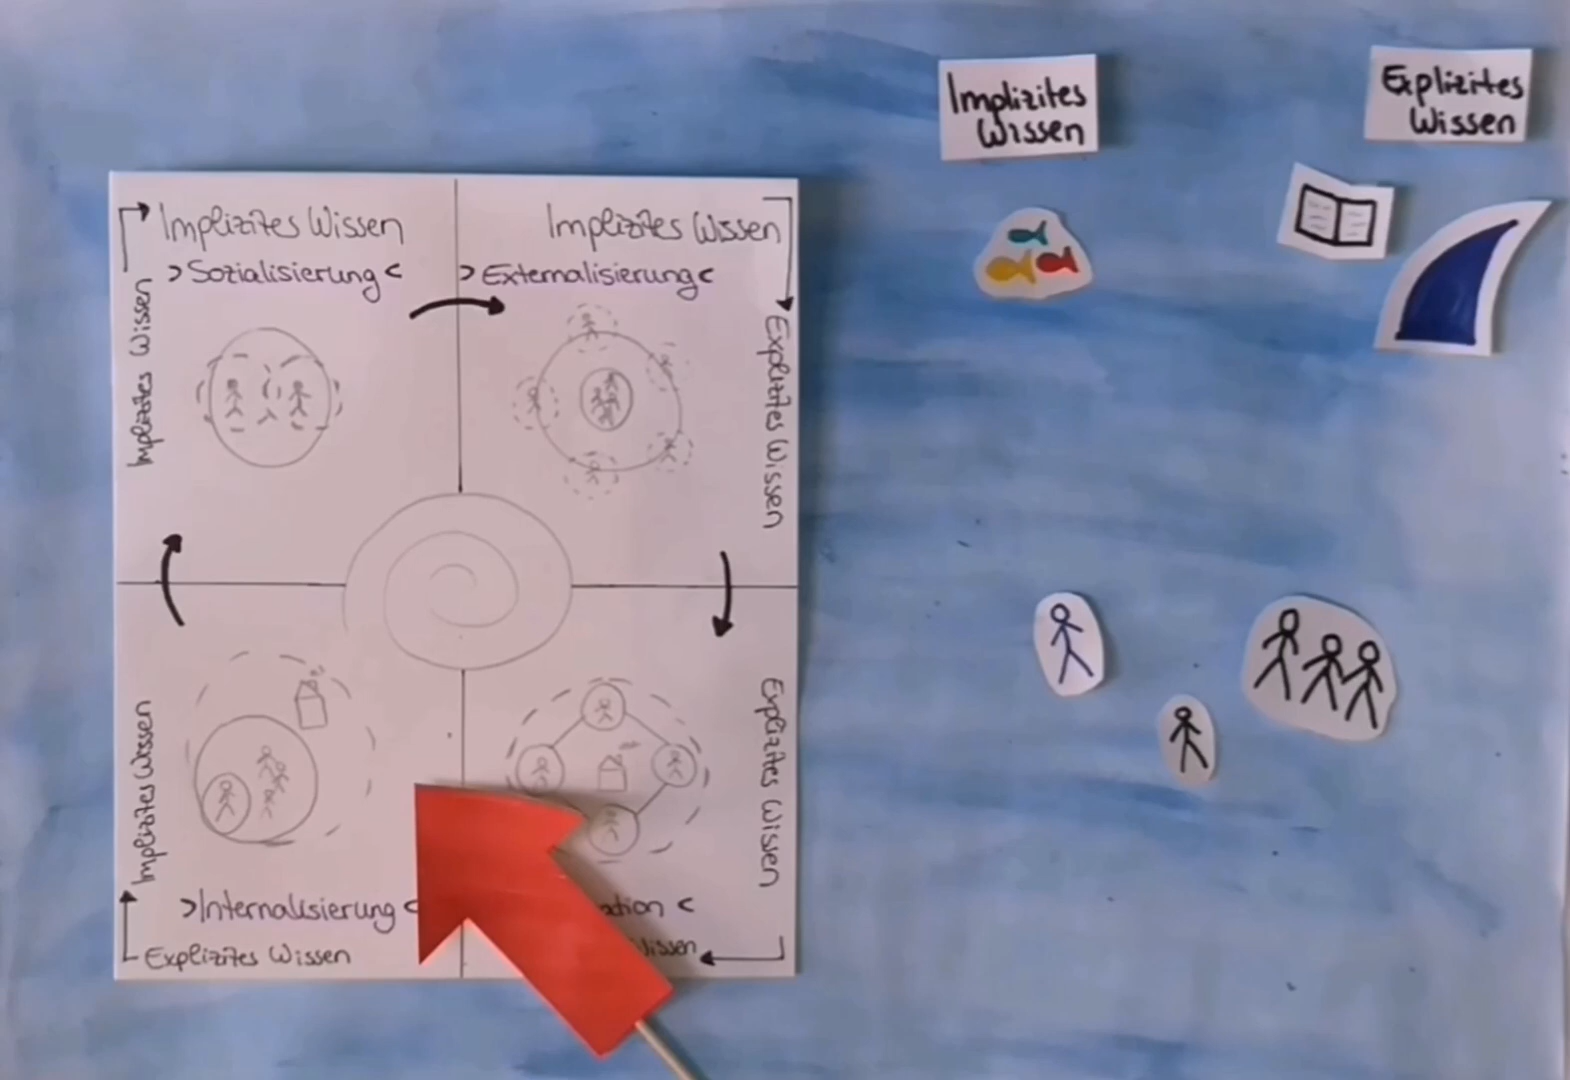 Implizites
Wissen
Explizites
Wissen
Implizites Wissen
>Sozialisierung<
Implizites Wissen
Implizites Wissen
>Externalisierung<
Explizites Wissen
Implizites Wissen
>Internalisierung<
Explizites Wissen
Explizites Wissen
ation <
Wissen